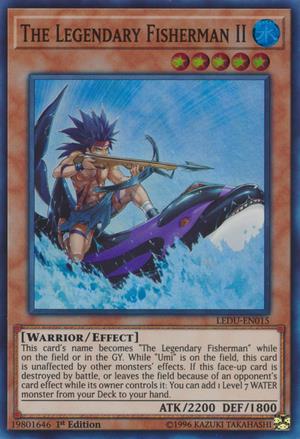 THE LEGENDARY FISHERMAN II
水
LEDU-EN015
[WARRIOR/EFFECT]
This card's name becomes "The Legendary Fisherman" while
on the field or in the GY. While "Umi" is on the field, this card
is unaffected by other monsters' effects. If this face-up card is
destroyed by battle, or leaves the field because of an opponent's
card effect while its owner controls it: You can add 1 Level 7 WATER
monster from your Deck to your hand.
ATK/2200 DEF/1800
19801646 1st Edition ©1996 KAZUKI TAKAHASHI